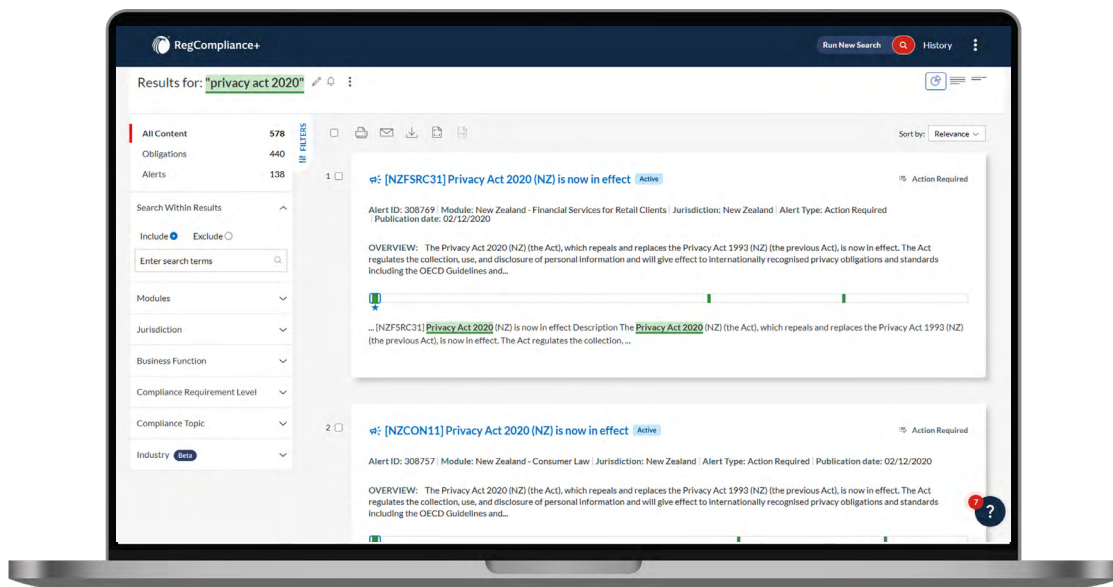 RegCompliance+
Run New Search
History
Results for: "privacy act 2020"
All Content 578
Obligations 440
Alerts 138
FILTERS
Sort by: Relevance
Search Within Results
Include Exclude
Enter search terms
Modules
Jurisdiction
Business Function
Compliance Requirement Level
Compliance Topic
Industry Beta
1
[NZFSRC31] Privacy Act 2020 (NZ) is now in effect Active
Action Required
Alert ID: 308769 | Module: New Zealand - Financial Services for Retail Clients | Jurisdiction: New Zealand | Alert Type: Action Required
| Publication date: 02/12/2020
OVERVIEW: The Privacy Act 2020 (NZ) (the Act), which repeals and replaces the Privacy Act 1993 (NZ) (the previous Act), is now in effect. The Act
regulates the collection, use, and disclosure of personal information and will give effect to internationally recognised privacy obligations and standards
including the OECD Guidelines and...
... [NZFSRC31] Privacy Act 2020 (NZ) is now in effect Description The Privacy Act 2020 (NZ) (the Act), which repeals and replaces the Privacy Act 1993 (NZ)
(the previous Act), is now in effect. The Act regulates the collection, ...
2
[NZCON11] Privacy Act 2020 (NZ) is now in effect Active
Action Required
Alert ID: 308757 | Module: New Zealand - Consumer Law | Jurisdiction: New Zealand | Alert Type: Action Required | Publication date: 02/12/2020
OVERVIEW: The Privacy Act 2020 (NZ) (the Act), which repeals and replaces the Privacy Act 1993 (NZ) (the previous Act), is now in effect. The Act
regulates the collection, use, and disclosure of personal information and will give effect to internationally recognised privacy obligations and standards
including the OECD Guidelines and...
7
?